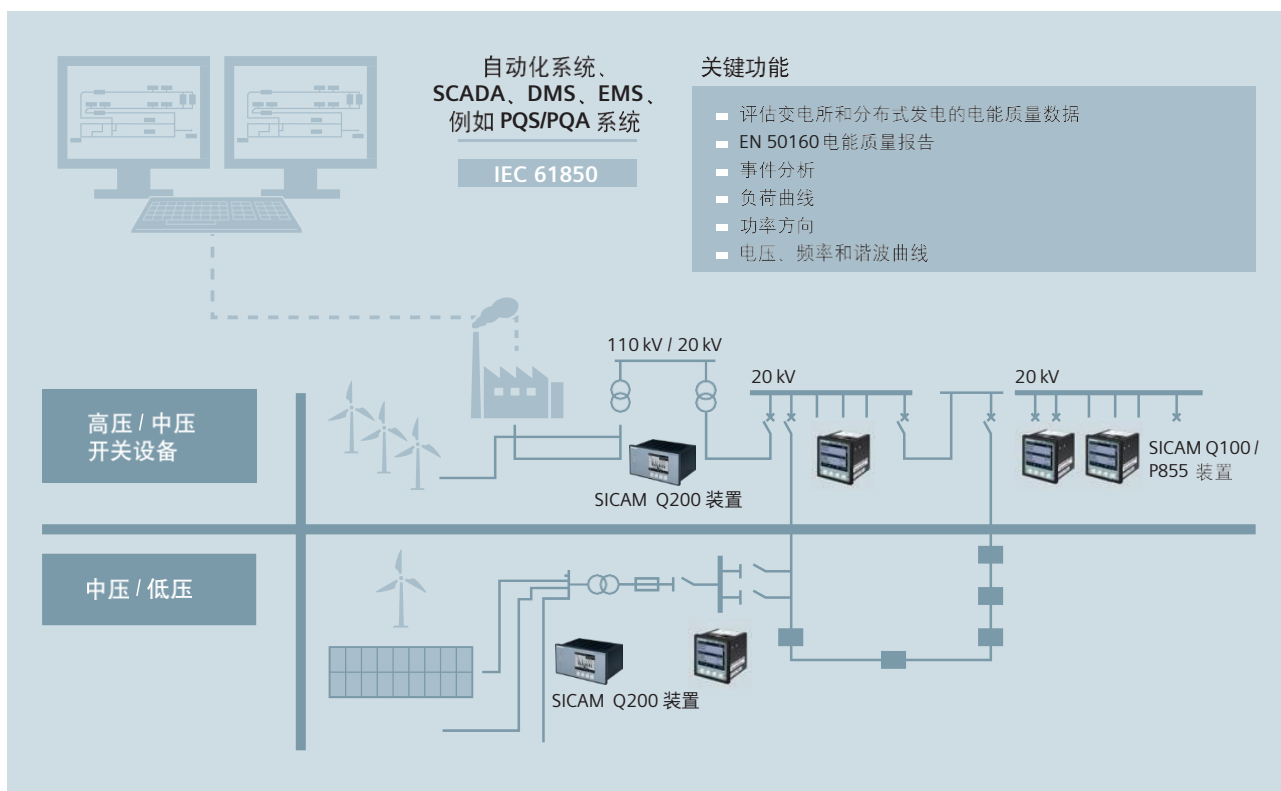 自动化系统、
SCADA、DMS、EMS、
例如 PQS/PQA 系统
IEC 61850
关键功能
评估变电所和分布式发电的电能质量数据
EN 50160 电能质量报告
事件分析
负荷曲线
功率方向
电压、频率和谐波曲线
110 kV / 20 kV
20 kV
20 kV
高压 / 中压
开关设备
SICAM Q200 装置
SICAM Q100 /
P855 装置
中压 / 低压
SICAM Q200 装置